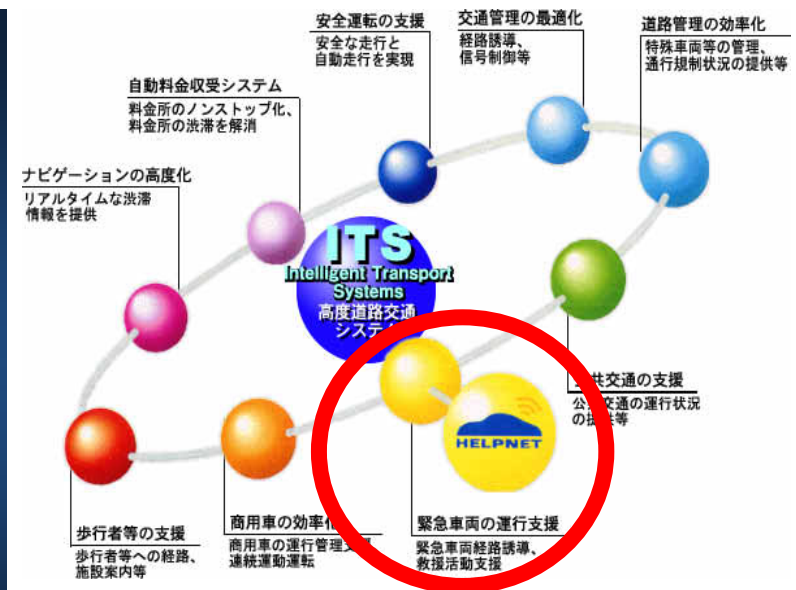 安全運転の支援
安全な走行と
自動走行を実現
交通管理の最適化
経路誘導、
信号制御等
道路管理の効率化
特殊車両等の管理、
通行規制状況の提供等
自動料金収受システム
料金所のノンストップ化、
料金所の渋滞を解消
ナビゲーションの高度化
リアルタイムな渋滞
情報を提供
ITS
Intelligent Transport
Systems
高度道路交通
システム
HELPNET
公共交通の支援
公共交通の運行状況
の提供等
緊急車両の運行支援
緊急車両経路誘導、
救援活動支援
商用車の効率化
商用車の運行管理支援
連続運動運転
歩行者等の支援
歩行者等への経路、
施設案内等